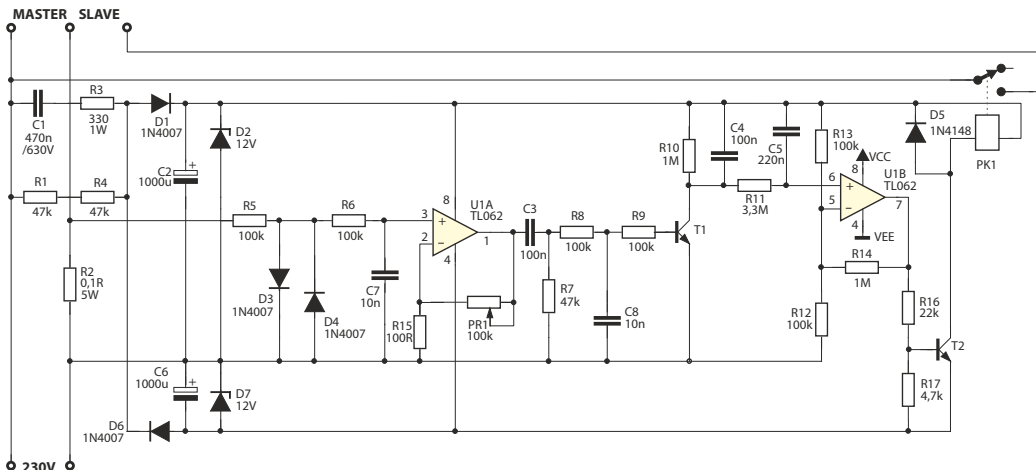 MASTER SLAVE
R3
330
1W
C1
470n
/630V
D1
1N4007
D2
12V
C2
1000u
R1
47k
R4
47k
R2
0,1R
5W
R5
100k
R6
100k
D3
1N4007
D4
1N4007
C7
10n
3
2
+
−
8
4
1
U1A
TL062
R15
100R
PR1
100k
C3
100n
R8
100k
R9
100k
R7
47k
C8
10n
T1
R10
1M
C4
100n
C5
220n
R11
3,3M
R13
100k
R12
100k
6
5
+
−
8
VCC
U1B
TL062
7
4
VEE
R14
1M
R16
22k
R17
4,7k
T2
D5
1N4148
PK1
C6
1000u
+
+
D7
12V
D6
1N4007
230V